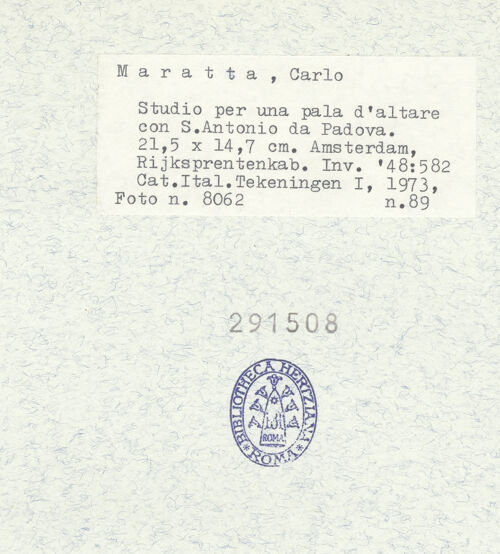 Maratta, Carlo
Studio per una pala d'altare
con S.Antonio da Padova.
21,5 x 14,7 cm. Amsterdam,
Rijksprentenkab. Inv. '48:582
Cat.Ital.Tekeningen I, 1973,
Foto n. 8062 n.89
291508
BIBLIOTHECA HERTZIANA
ROMA
*ROMA*